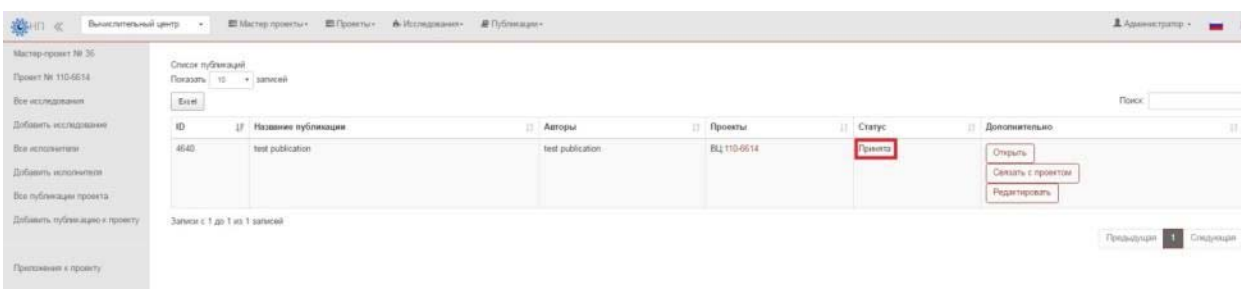 НП « Вычислительный центр Мастер проекты Проекты Исследования Публикации Администратор
Мастер-проект № 36
Проект № 110-6614
Все исследования
Добавить исследование
Все исполнители
Добавить исполнителя
Все публикации проекта
Добавить публикацию к проекту
Приложения к проекту
Список публикаций
Показать 10 записей
Excel
Поиск:
ID Название публикации Авторы Проекты Статус Дополнительно
4640 test publication test publication ВЦ 110-6614 Принята Открыть
Связать с проектом
Редактировать
Записи с 1 до 1 из 1 записей
Предыдущая 1 Следующая